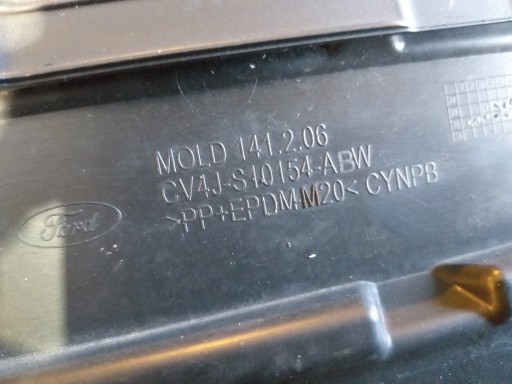 MOLD 141.2.06
CV4J-S10154-ABW
>PP+EPDM-M20< CYNPB
Ford